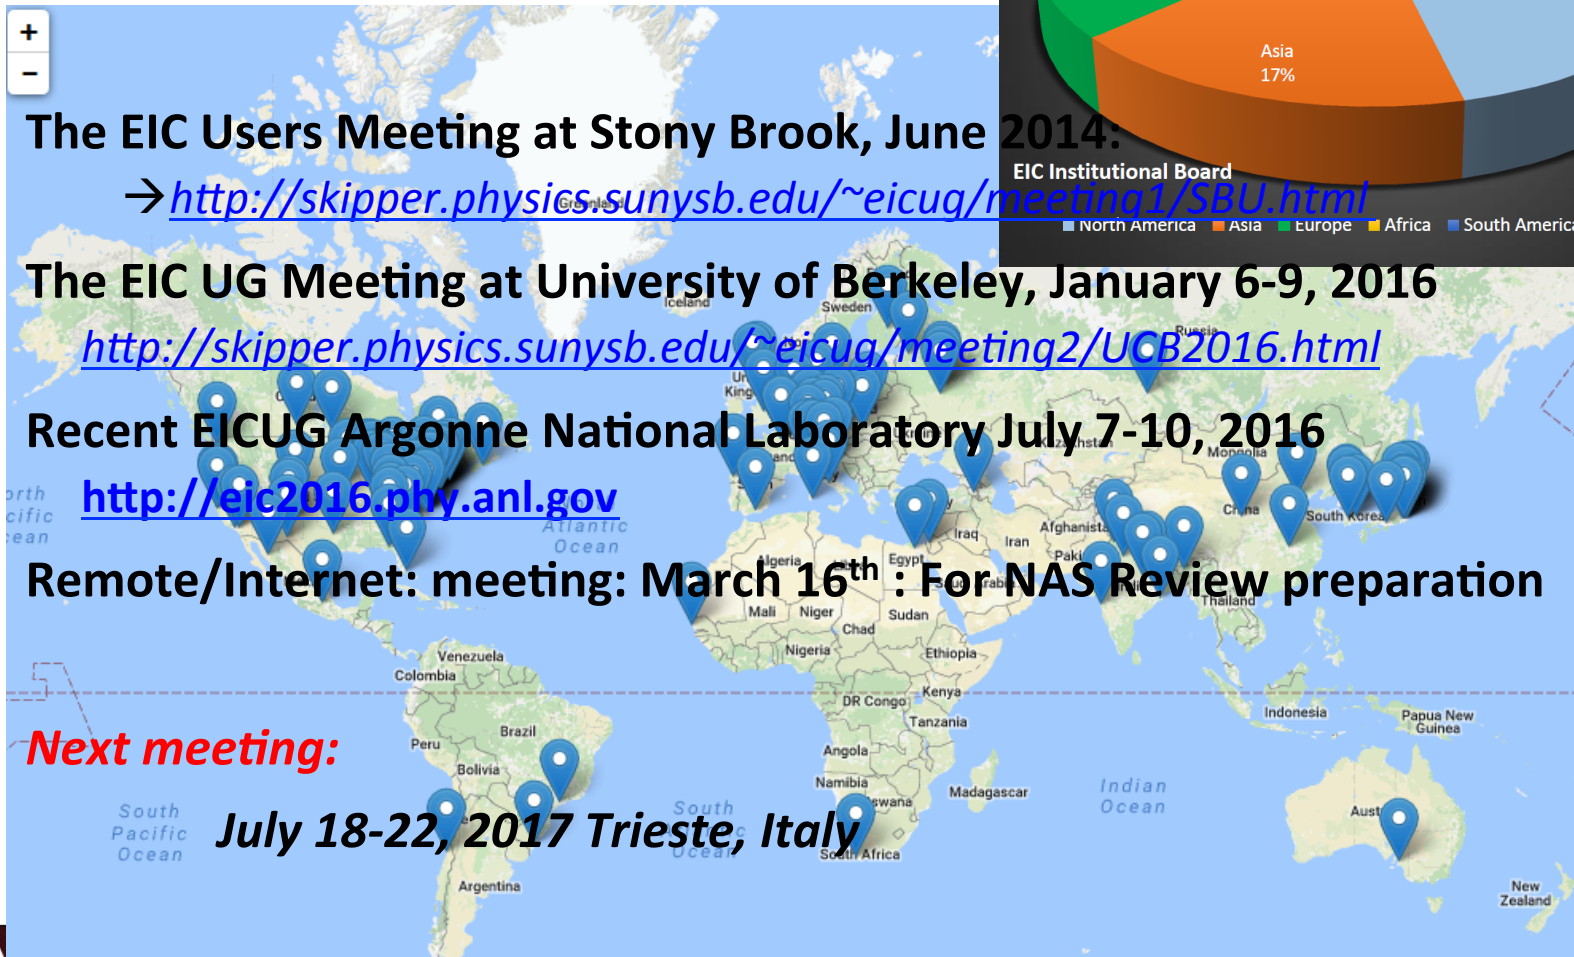 +
−
Asia
17%
The EIC Users Meeting at Stony Brook, June 2014:
EIC Institutional Board
→http://skipper.physics.sunysb.edu/~eicug/meeting1/SBU.html
Greenland
North America Asia Europe Africa South America
The EIC UG Meeting at University of Berkeley, January 6-9, 2016
Iceland
Sweden
Russia
http://skipper.physics.sunysb.edu/~eicug/meeting2/UCB2016.html
Recent EICUG Argonne National Laboratory July 7-10, 2016
Kazakhstan
Mongolia
http://eic2016.phy.anl.gov
China
South Korea
Atlantic
Ocean
Iraq
Iran
Afghanista
Algeria
Egypt
Remote/Internet: meeting: March 16th : For NAS Review preparation
Thailand
Mali
Niger
Sudan
Chad
Nigeria
Ethiopia
Venezuela
Colombia
DR Congo
Kenya
Tanzania
Indonesia
Papua New
Guinea
Brazil
Peru
Next meeting:
Angola
Bolivia
Namibia
Madagascar
Indian
Ocean
South
Pacific
Ocean
South
Ocean
July 18-22, 2017 Trieste, Italy
South Africa
Argentina
New
Zealand